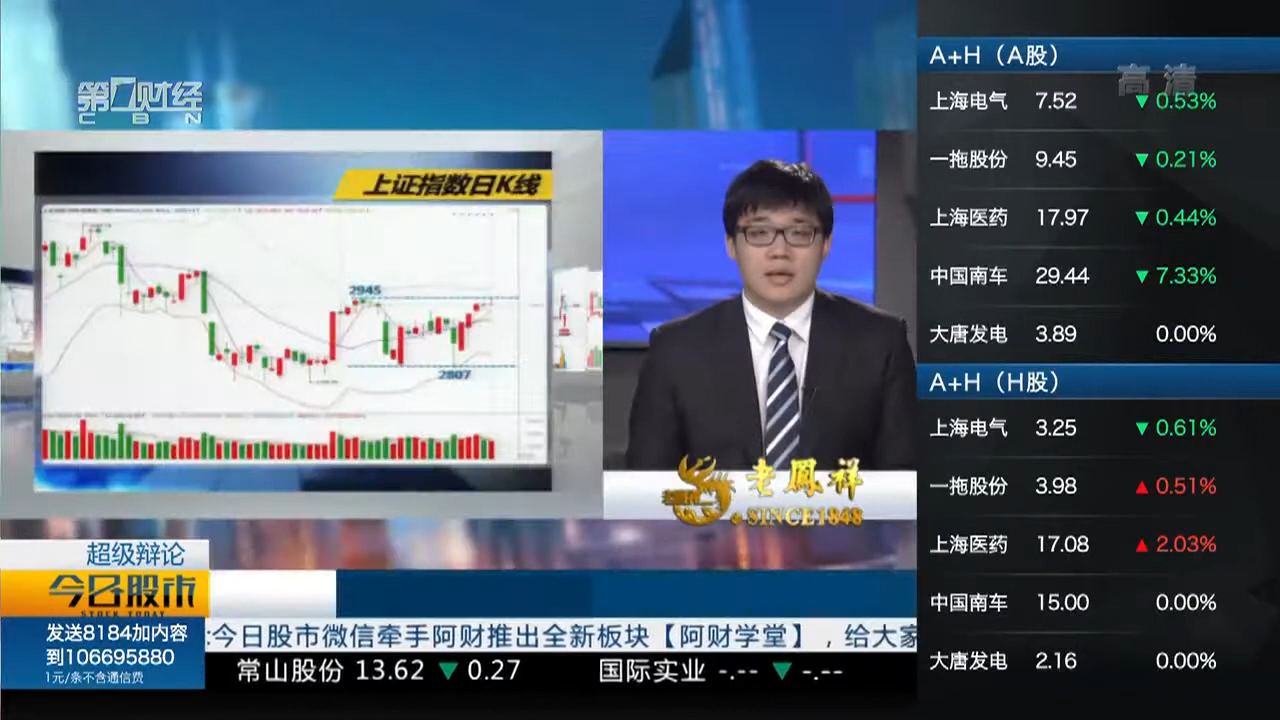 第一财经
CBN
上证指数日K线
2945
2807
老鳳祥
SINCE1848
超级辩论
今日股市
STOCK TODAY
发送8184加内容
到106695880
1元/条不含通信费
:今日股市微信牵手阿财推出全新板块【阿财学堂】，给大家
常山股份 13.62 ▼ 0.27 国际实业 -.-- ▼ -.--
高清
A+H（A股）
上海电气 7.52 ▼ 0.53%
一拖股份 9.45 ▼ 0.21%
上海医药 17.97 ▼ 0.44%
中国南车 29.44 ▼ 7.33%
大唐发电 3.89 0.00%
A+H（H股）
上海电气 3.25 ▼ 0.61%
一拖股份 3.98 ▲ 0.51%
上海医药 17.08 ▲ 2.03%
中国南车 15.00 0.00%
大唐发电 2.16 0.00%